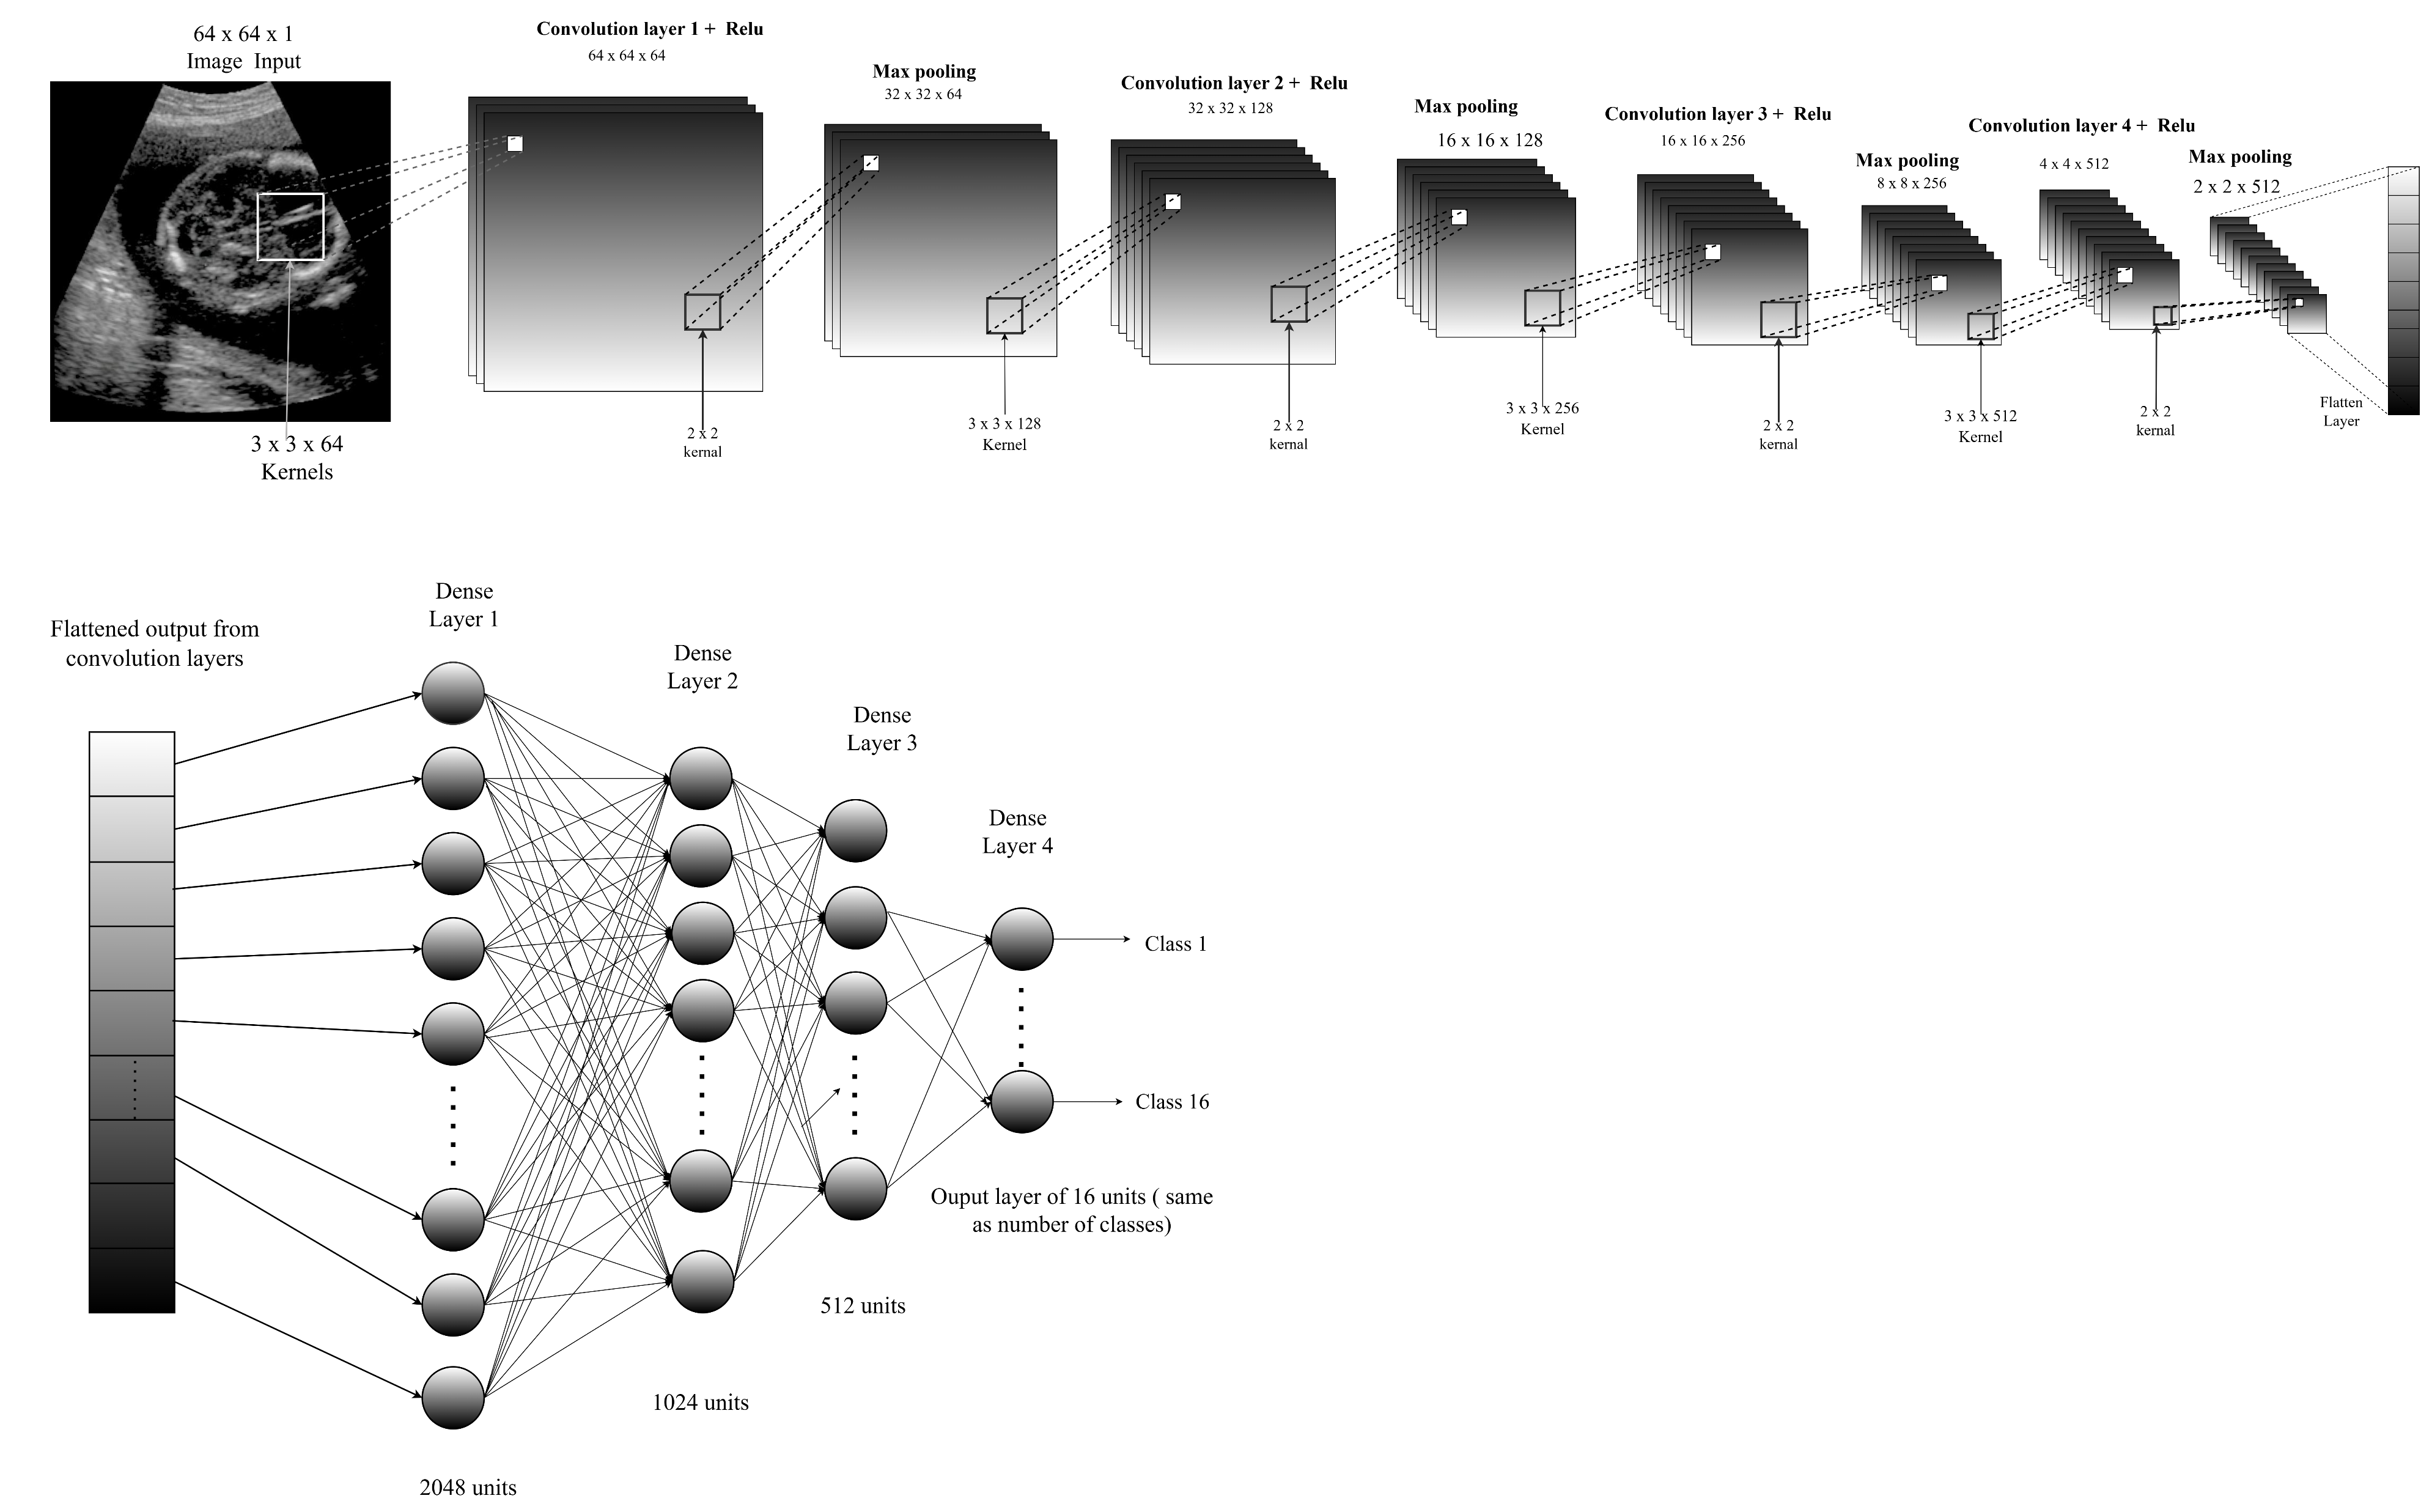 64 x 64 x 1
Image Input
3 x 3 x 64
Kernels
Convolution layer 1 + Relu
64 x 64 x 64
2 x 2
kernal
Max pooling
32 x 32 x 64
3 x 3 x 128
Kernel
Convolution layer 2 + Relu
32 x 32 x 128
2 x 2
kernal
Max pooling
16 x 16 x 128
3 x 3 x 256
Kernel
Convolution layer 3 + Relu
16 x 16 x 256
2 x 2
kernal
Max pooling
8 x 8 x 256
3 x 3 x 512
Kernel
Convolution layer 4 + Relu
4 x 4 x 512
2 x 2
kernal
Max pooling
2 x 2 x 512
Flatten
Layer
Flattened output from
convolution layers
Dense
Layer 1
2048 units
Dense
Layer 2
1024 units
Dense
Layer 3
512 units
Dense
Layer 4
Class 1
Class 16
Ouput layer of 16 units ( same
as number of classes)